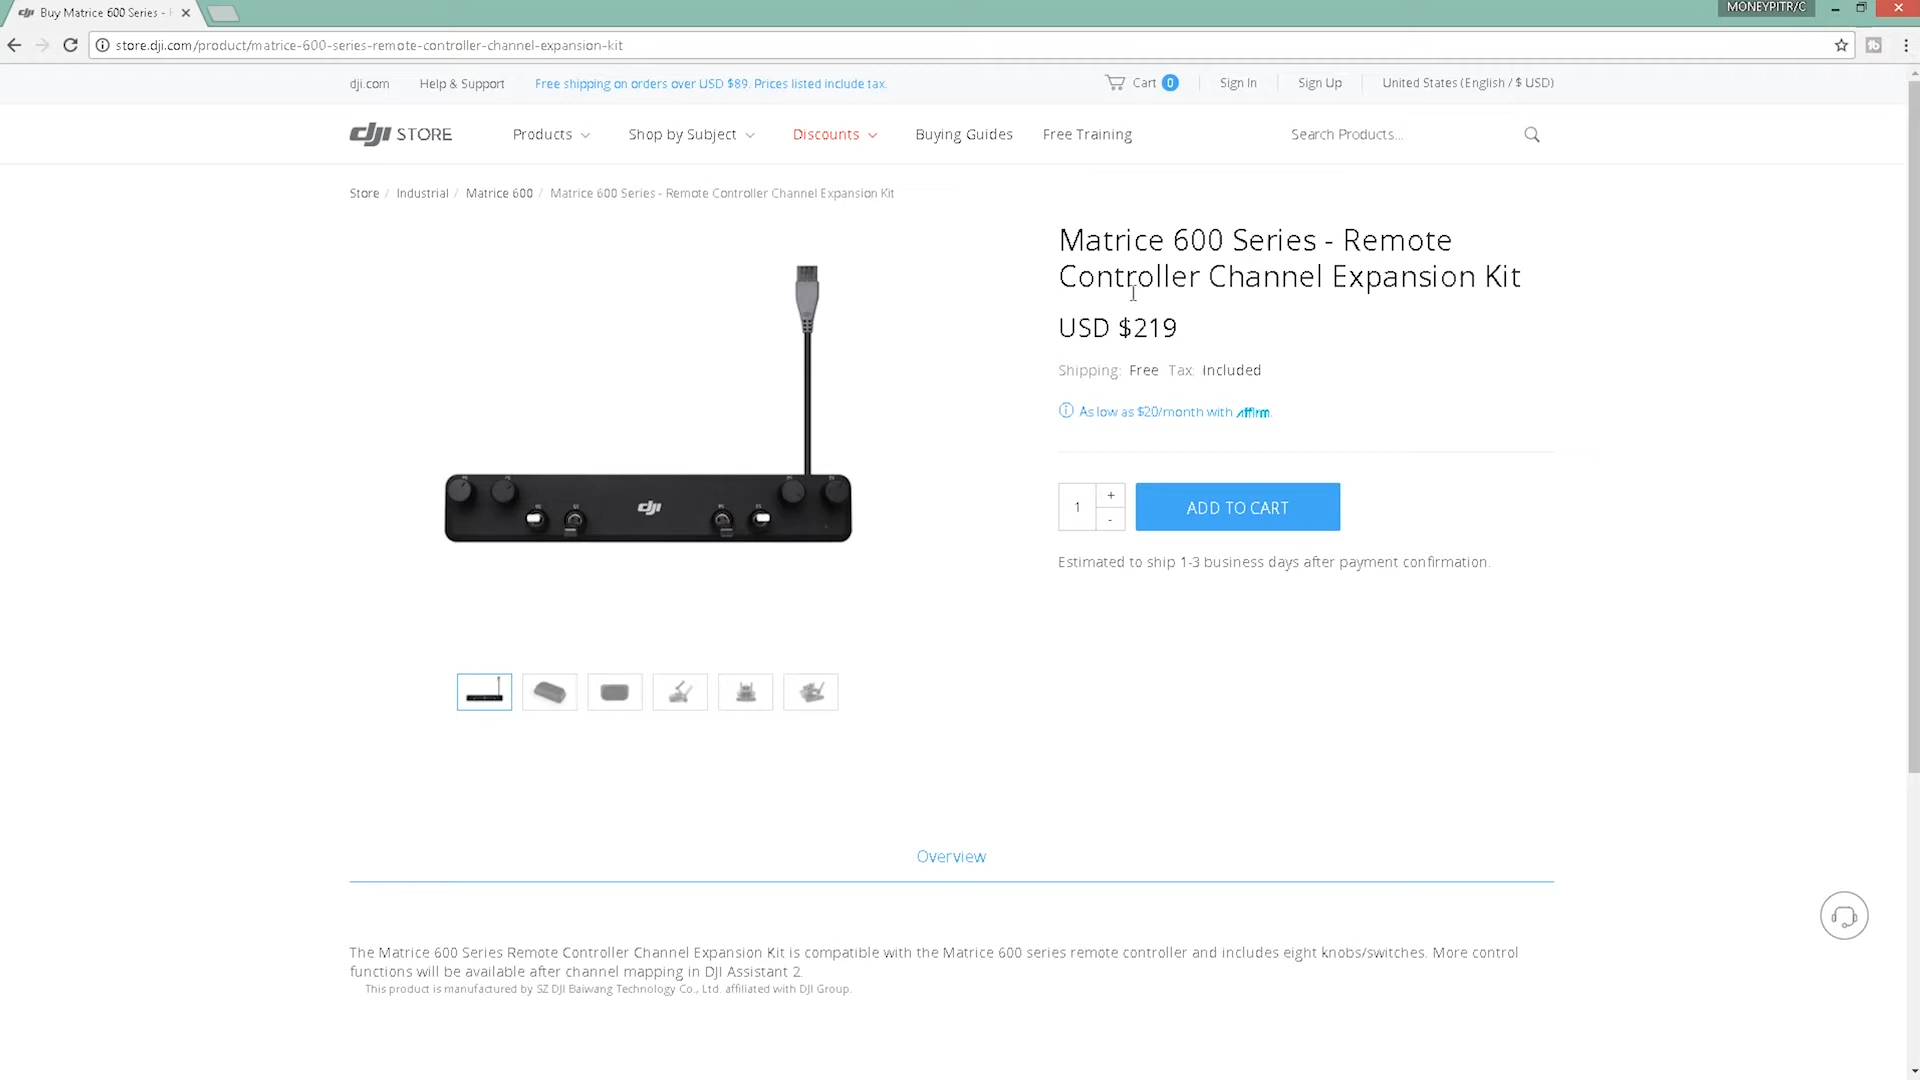 Buy Matrice 600 Series -
MONEYPITR/C
store.dji.com/product/matrice-600-series-remote-controller-channel-expansion-kit
dji.com Help & Support Free shipping on orders over USD $89. Prices listed include tax. Cart 0 Sign In Sign Up United States (English / $ USD)
dji STORE Products Shop by Subject Discounts Buying Guides Free Training Search Products...
Store / Industrial / Matrice 600 / Matrice 600 Series - Remote Controller Channel Expansion Kit
Matrice 600 Series - Remote
Controller Channel Expansion Kit
USD $219
Shipping: Free Tax: Included
As low as $20/month with affirm
dji
1 + -
ADD TO CART
Estimated to ship 1-3 business days after payment confirmation.
Overview
The Matrice 600 Series Remote Controller Channel Expansion Kit is compatible with the Matrice 600 series remote controller and includes eight knobs/switches. More control
functions will be available after channel mapping in DJI Assistant 2.
This product is manufactured by SZ DJI Baiwang Technology Co., Ltd. affiliated with DJI Group.